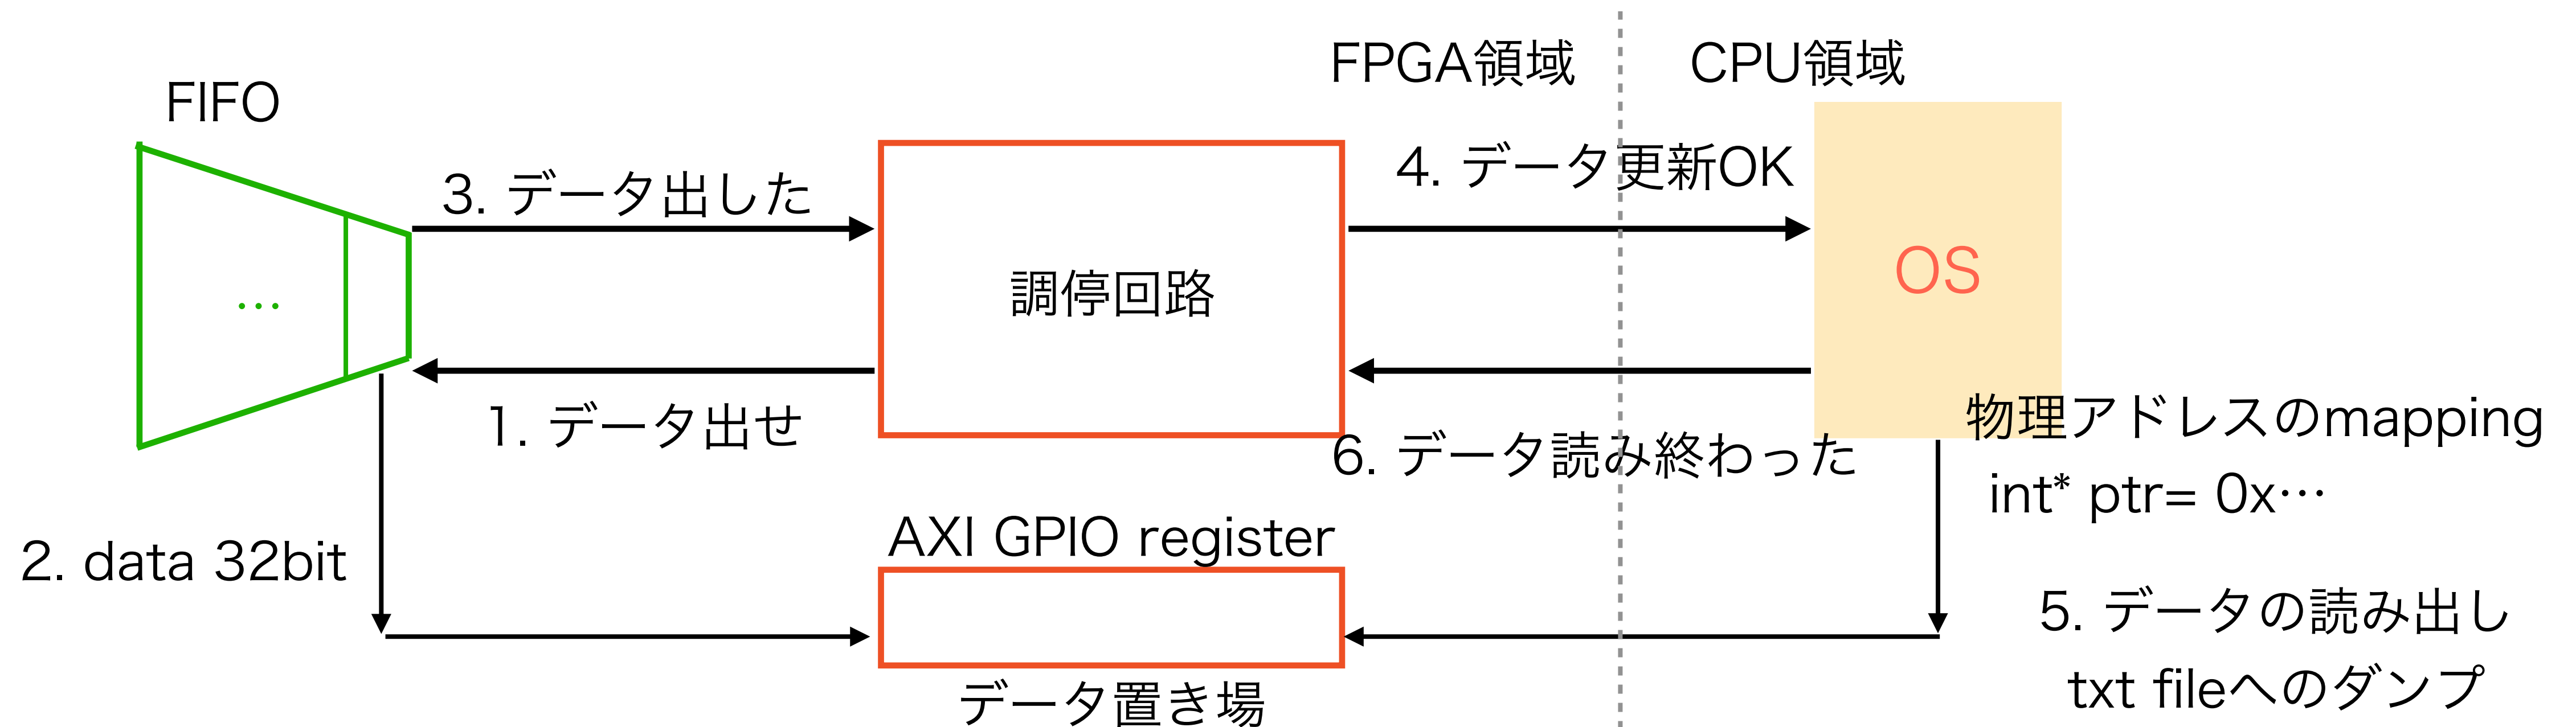 FPGA領域
CPU領域
FIFO
3. データ出した
4. データ更新OK
調停回路
OS
…
1. データ出せ
6. データ読み終わった
物理アドレスのmapping
int* ptr= 0x…
2. data 32bit
AXI GPIO register
データ置き場
5. データの読み出し
txt fileへのダンプ